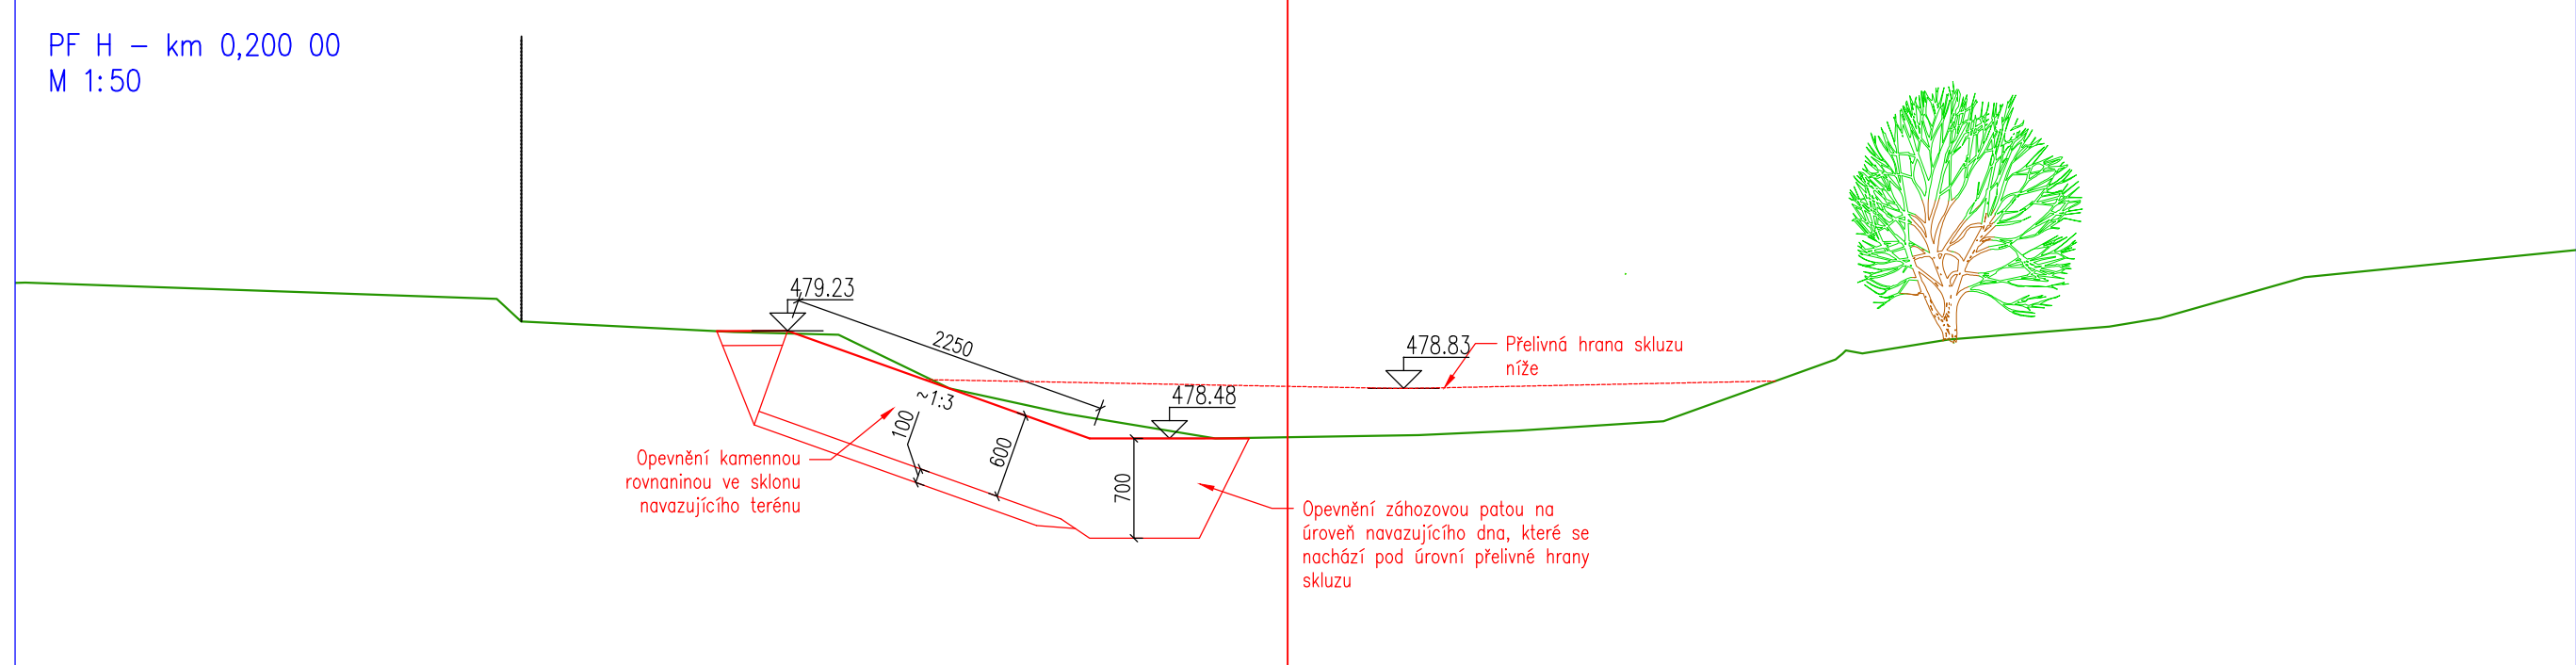 PF H – km 0,200 00
M 1:50
479.23
2250
478.83
Přelivná hrana skluzu
níže
478.48
~1:3
100
600
700
Opevnění kamennou
rovnaninou ve sklonu
navazujícího terénu
Opevnění záhozovou patou na
úroveň navazujícího dna, které se
nachází pod úrovní přelivné hrany
skluzu